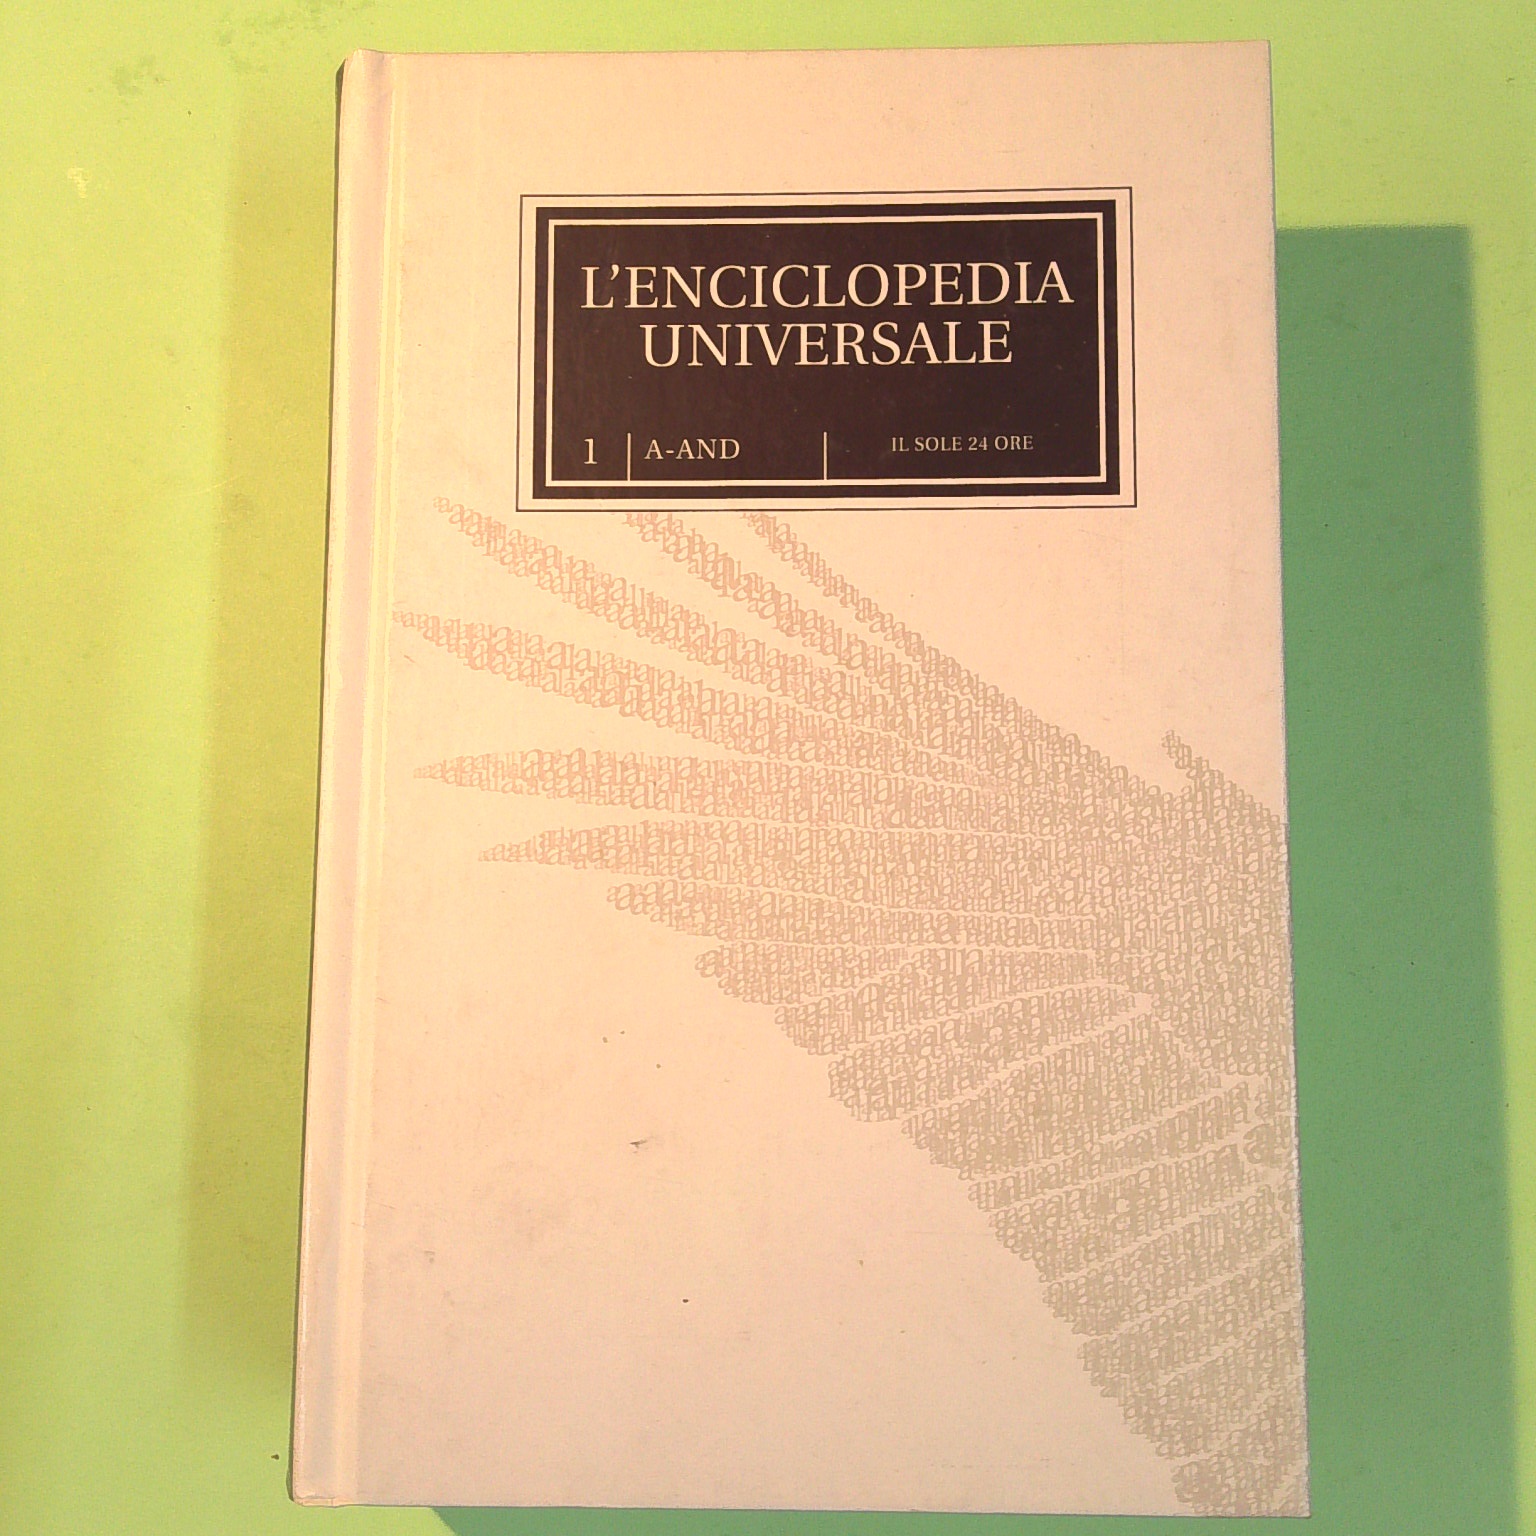 L'ENCICLOPEDIA
UNIVERSALE
1 A-AND IL SOLE 24 ORE